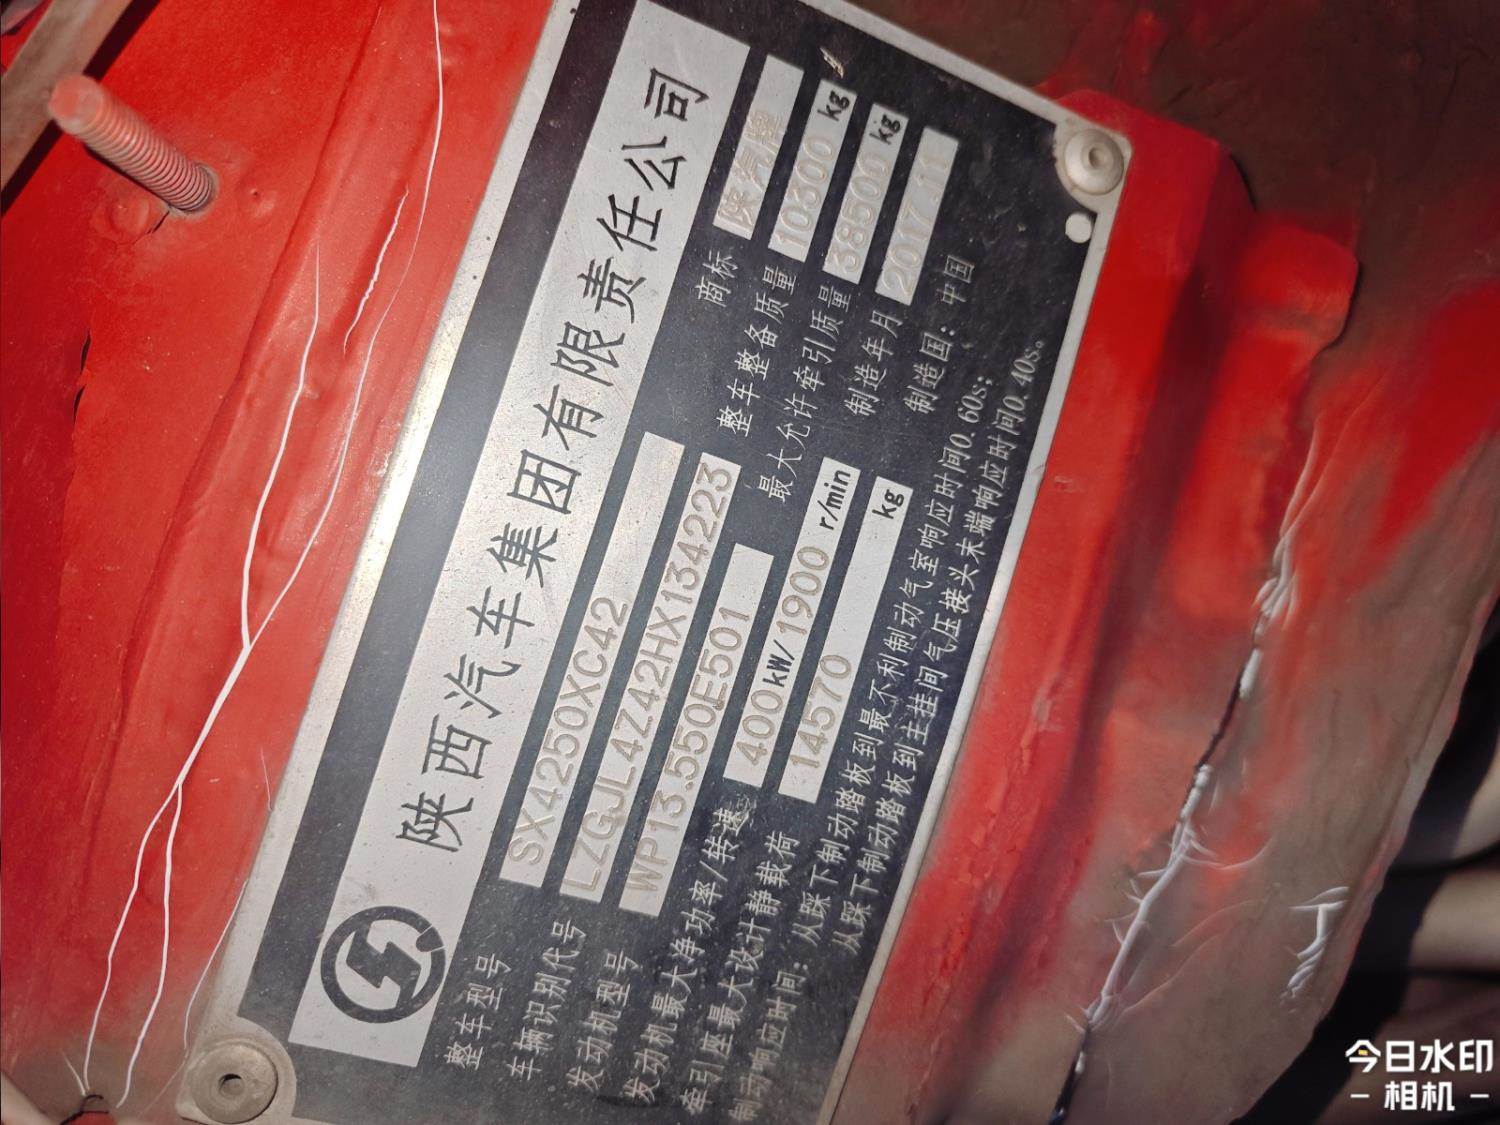 陕西汽车集团有限责任公司
整车型号 SX4250XC42
商标 陕汽牌
车辆识别代号 LZGJL4Z42HX134223
整车整备质量 10300 kg
发动机型号 WP13.550E501
最大允许牵引质量 38500 kg
发动机最大净功率/转速 400kW/1900 r/min
制造年月 2017.11
牵引座最大设计静载荷 14570 kg
制造国：中国
制动响应时间：从踩下制动踏板到最不利制动气室响应时间0.60s；
从踩下制动踏板到主挂间气压接头末端响应时间0.40s。
今日水印
相机